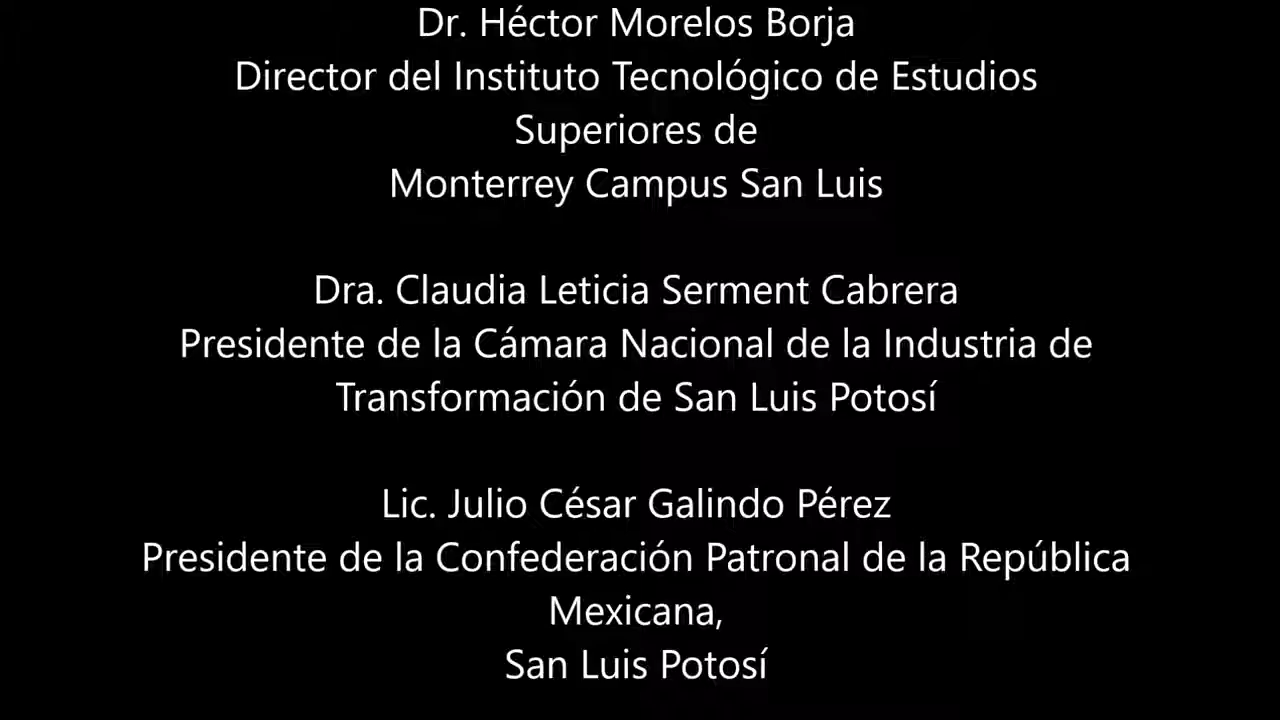 Dr. Héctor Morelos Borja
Director del Instituto Tecnológico de Estudios
Superiores de
Monterrey Campus San Luis
Dra. Claudia Leticia Serment Cabrera
Presidente de la Cámara Nacional de la Industria de
Transformación de San Luis Potosí
Lic. Julio César Galindo Pérez
Presidente de la Confederación Patronal de la República
Mexicana,
San Luis Potosí